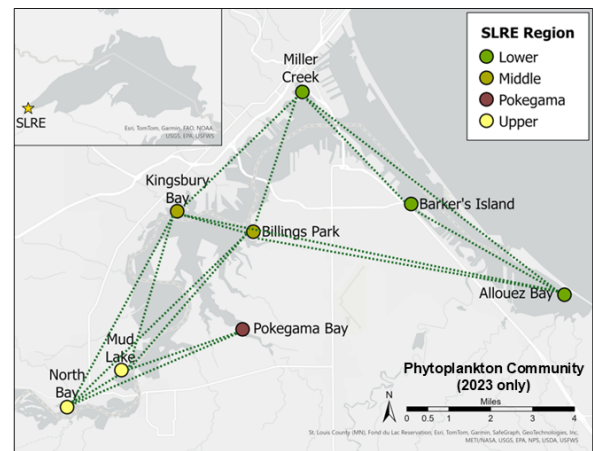 SLRE
Esri, TomTom, Garmin, FAO, NOAA,
USGS, EPA, USFWS
SLRE Region
Lower
Middle
Pokegama
Upper
Miller
Creek
Kingsbury
Bay
Barker's Island
Billings Park
Allouez Bay
Pokegama Bay
Mud
Lake
North
Bay
Phytoplankton Community
(2023 only)
N
Miles
0 0.5 1 2 3 4
St. Louis County (MN), Fond du Lac Reservation, Esri, TomTom, Garmin, SafeGraph, GeoTechnologies, Inc,
METI/NASA, USGS, EPA, NPS, USDA, USFWS